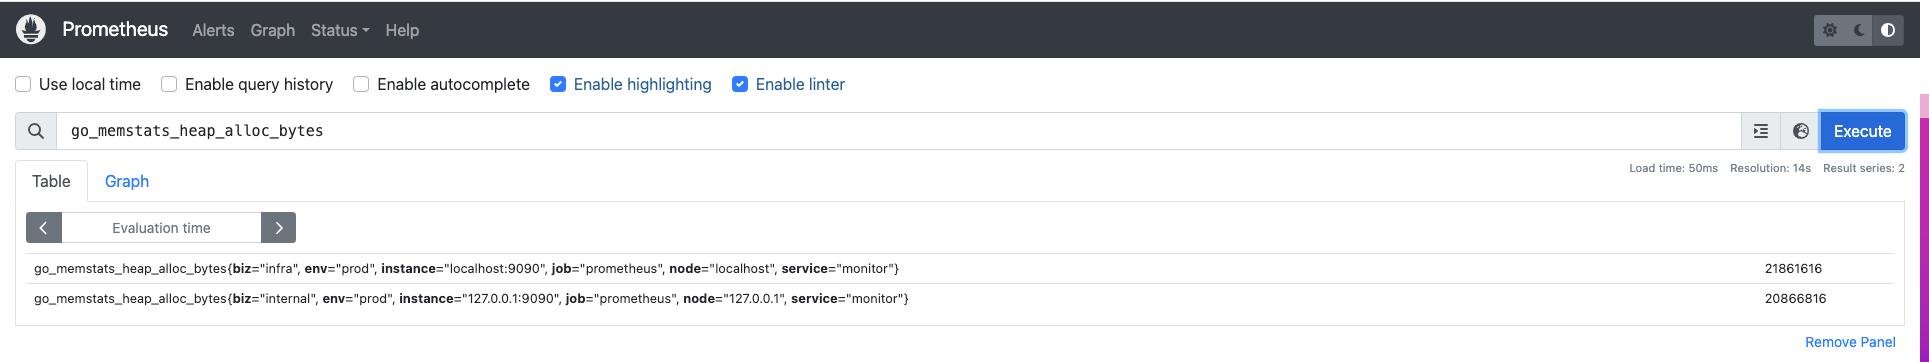 Prometheus Alerts Graph Status Help
Use local time Enable query history Enable autocomplete Enable highlighting Enable linter
go_memstats_heap_alloc_bytes Execute
Table Graph Load time: 50ms Resolution: 14s Result series: 2
Evaluation time
go_memstats_heap_alloc_bytes{biz="infra", env="prod", instance="localhost:9090", job="prometheus", node="localhost", service="monitor"} 21861616
go_memstats_heap_alloc_bytes{biz="internal", env="prod", instance="127.0.0.1:9090", job="prometheus", node="127.0.0.1", service="monitor"} 20866816
Remove Panel